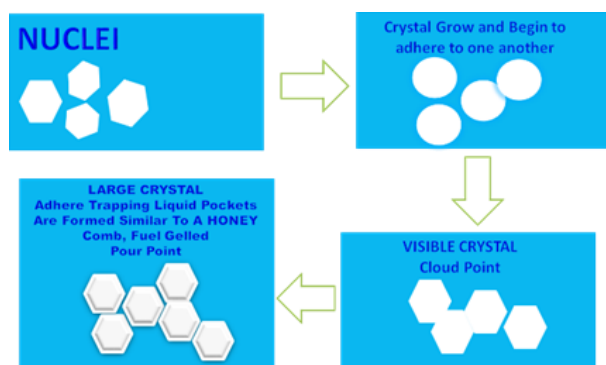 NUCLEI
Crystal Grow and Begin to
adhere to one another
VISIBLE CRYSTAL
Cloud Point
LARGE CRYSTAL
Adhere Trapping Liquid Pockets
Are Formed Similar To A HONEY
Comb, Fuel Gelled
Pour Point